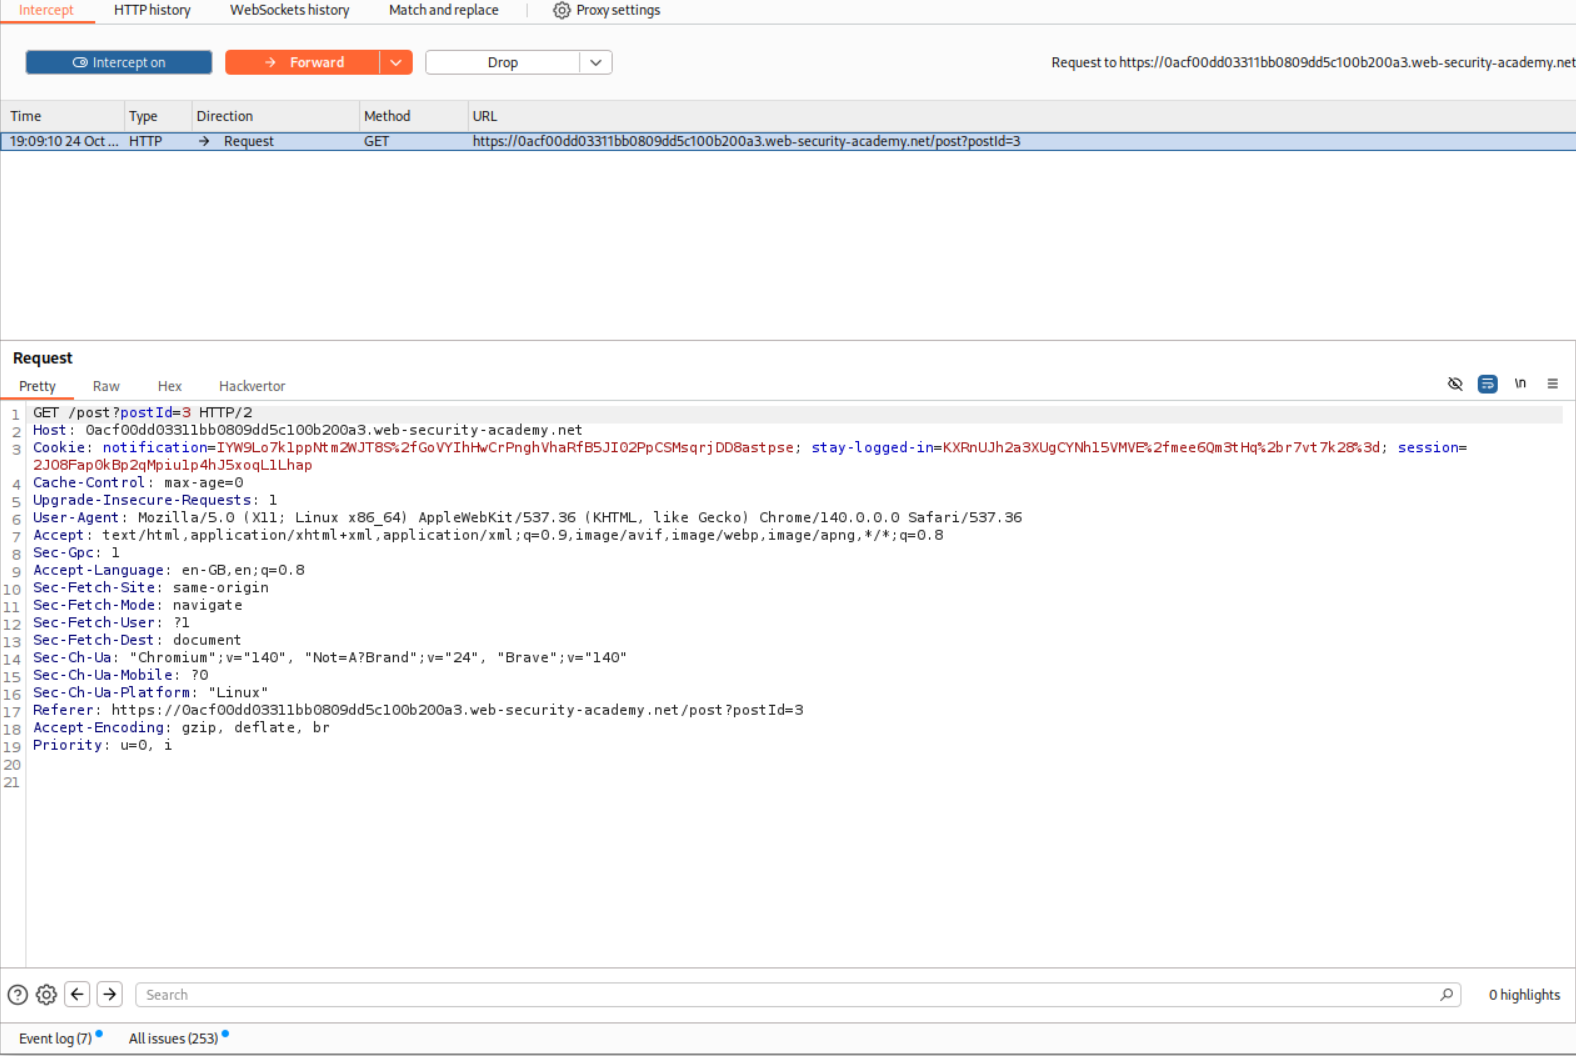 Intercept HTTP history WebSockets history Match and replace Proxy settings
Intercept on Forward Drop Request to https://0acf00dd03311bb0809dd5c100b200a3.web-security-academy.net
Time Type Direction Method URL
19:09:10 24 Oct... HTTP → Request GET https://0acf00dd03311bb0809dd5c100b200a3.web-security-academy.net/post?postId=3
Request
Pretty Raw Hex Hackvertor \n
1 GET /post?postId=3 HTTP/2
2 Host: 0acf00dd03311bb0809dd5c100b200a3.web-security-academy.net
3 Cookie: notification=IYW9Lo7klppNtm2WJT8S%2fGoVYIhHwCrPnghVhaRfB5JI02PpCSMsqrjDD8astpse; stay-logged-in=KXRnUJh2a3XUgCYNhl5VMVE%2fmee6Qm3tHq%2br7vt7k28%3d; session=
2JO8Fap0kBp2qMpiulp4hJ5xoqL1Lhap
4 Cache-Control: max-age=0
5 Upgrade-Insecure-Requests: 1
6 User-Agent: Mozilla/5.0 (X11; Linux x86_64) AppleWebKit/537.36 (KHTML, like Gecko) Chrome/140.0.0.0 Safari/537.36
7 Accept: text/html,application/xhtml+xml,application/xml;q=0.9,image/avif,image/webp,image/apng,*/*;q=0.8
8 Sec-Gpc: 1
9 Accept-Language: en-GB,en;q=0.8
10 Sec-Fetch-Site: same-origin
11 Sec-Fetch-Mode: navigate
12 Sec-Fetch-User: ?1
13 Sec-Fetch-Dest: document
14 Sec-Ch-Ua: "Chromium";v="140", "Not=A?Brand";v="24", "Brave";v="140"
15 Sec-Ch-Ua-Mobile: ?0
16 Sec-Ch-Ua-Platform: "Linux"
17 Referer: https://0acf00dd03311bb0809dd5c100b200a3.web-security-academy.net/post?postId=3
18 Accept-Encoding: gzip, deflate, br
19 Priority: u=0, i
20
21
Search 0 highlights
Event log (7) All issues (253)